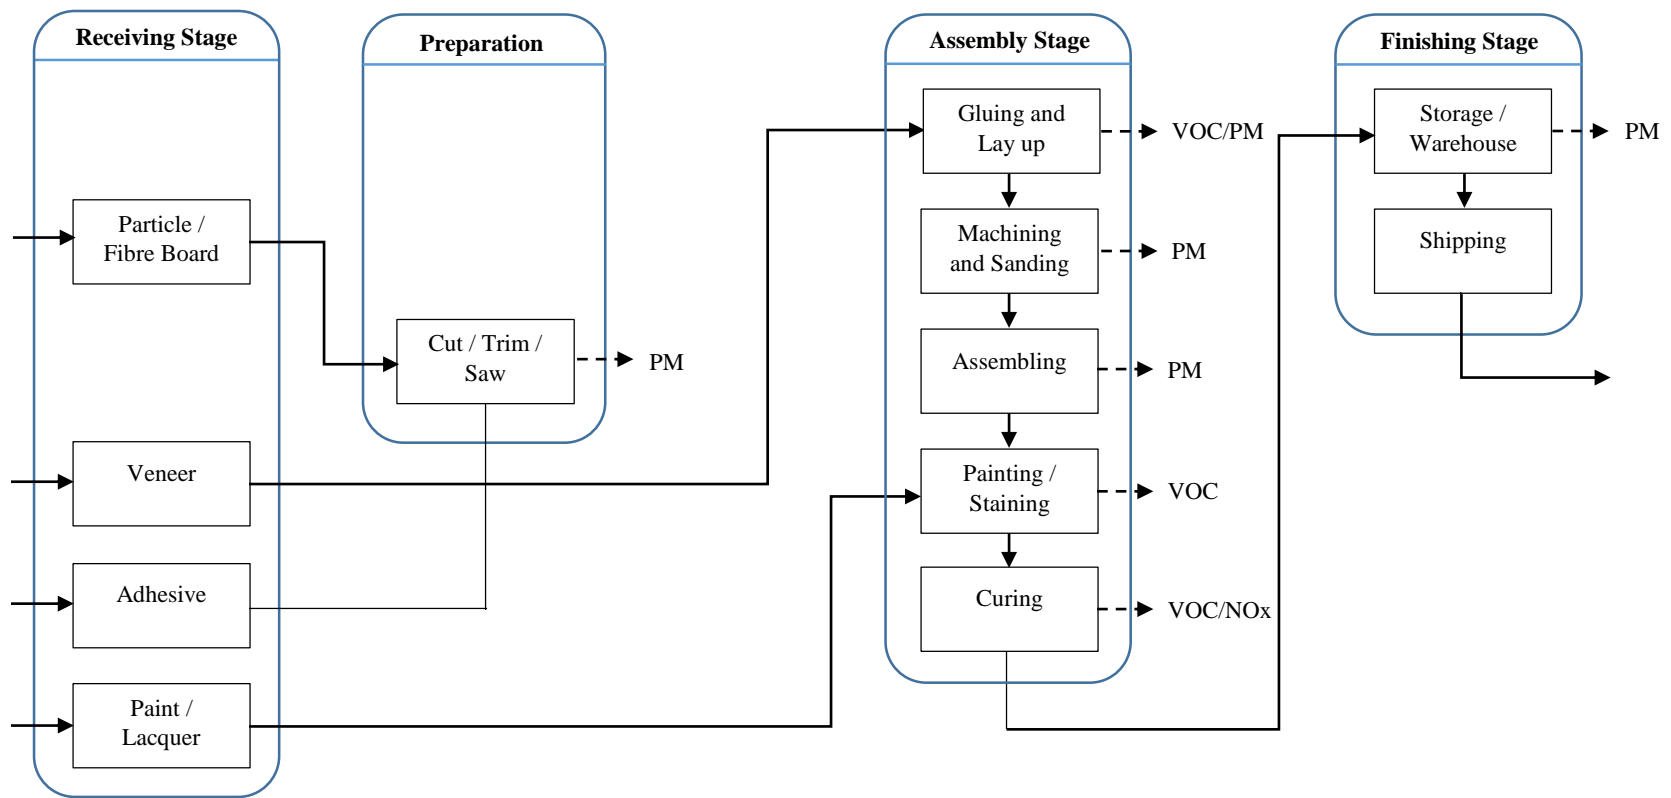 Receiving Stage
Particle /
Fibre Board
Veneer
Adhesive
Paint /
Lacquer
Preparation
Cut / Trim /
Saw
PM
Assembly Stage
Gluing and
Lay up
VOC/PM
Machining
and Sanding
PM
Assembling
PM
Painting /
Staining
VOC
Curing
VOC/NOx
Finishing Stage
Storage /
Warehouse
PM
Shipping